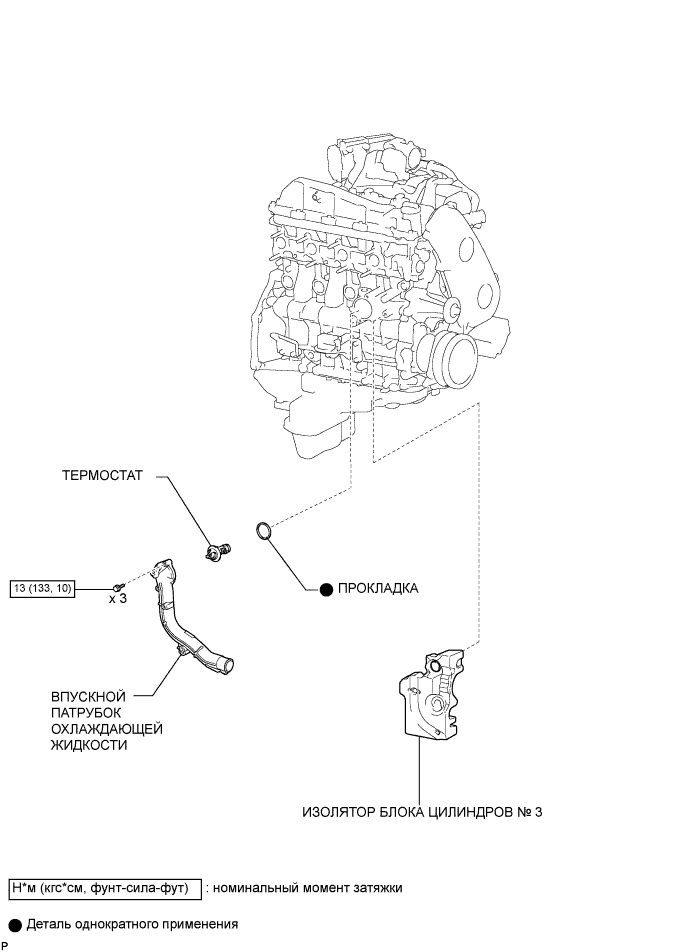 ТЕРМОСТАТ
ПРОКЛАДКА
13 (133, 10)
x 3
ВПУСКНОЙ
ПАТРУБОК
ОХЛАЖДАЮЩЕЙ
ЖИДКОСТИ
ИЗОЛЯТОР БЛОКА ЦИЛИНДРОВ № 3
Н*м (кгс*см, фунт-сила-фут) : номинальный момент затяжки
Деталь однократного применения
P